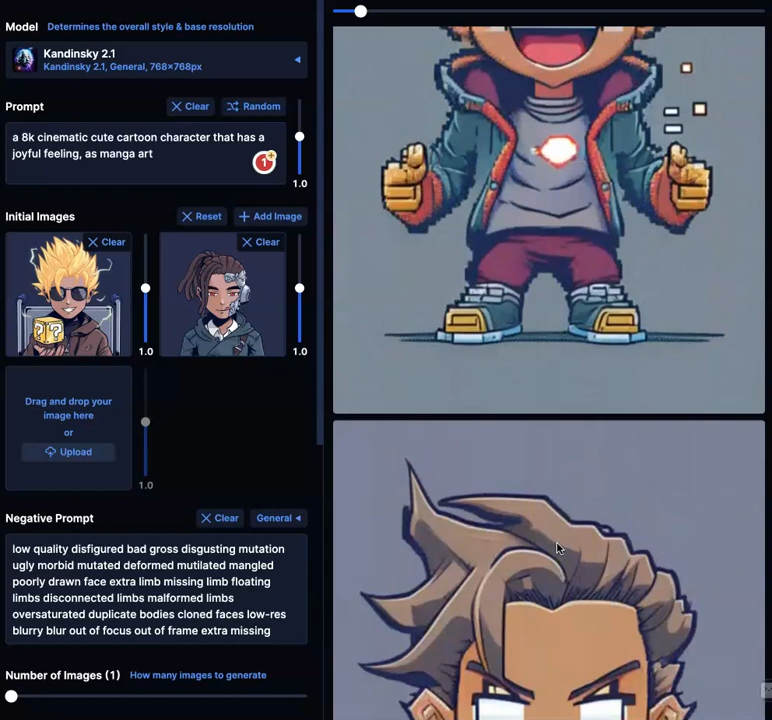 Model Determines the overall style & base resolution
Kandinsky 2.1
Kandinsky 2.1, General, 768×768px
Prompt Clear Random
a 8k cinematic cute cartoon character that has a
joyful feeling, as manga art
1
1.0
Initial Images Reset Add Image
Clear Clear
? ?
1.0 1.0
Drag and drop your
image here
or
Upload
1.0
Negative Prompt Clear General
low quality disfigured bad gross disgusting mutation
ugly morbid mutated deformed mutilated mangled
poorly drawn face extra limb missing limb floating
limbs disconnected limbs malformed limbs
oversaturated duplicate bodies cloned faces low-res
blurry blur out of focus out of frame extra missing
Number of Images (1) How many images to generate